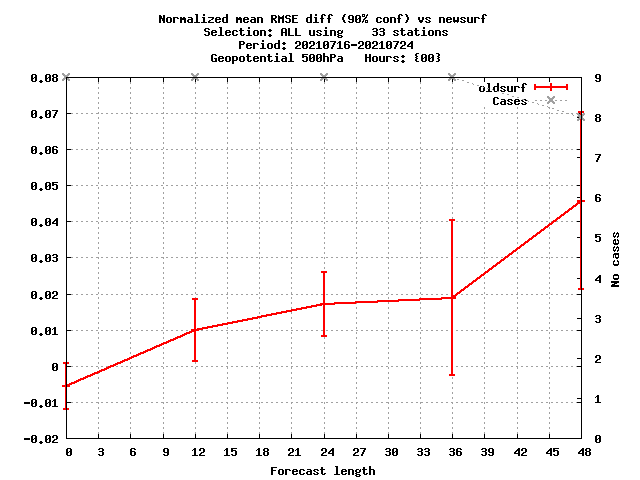 Normalized mean RMSE diff (90% conf) vs newsurf
Selection: ALL using    33 stations
Period: 20210716-20210724
Geopotential 500hPa   Hours: {00}
oldsurf
Cases
0.08
0.07
0.06
0.05
0.04
0.03
0.02
0.01
0
-0.01
-0.02
9
8
7
6
5
4
3
2
1
0
No cases
0 3 6 9 12 15 18 21 24 27 30 33 36 39 42 45 48
Forecast length